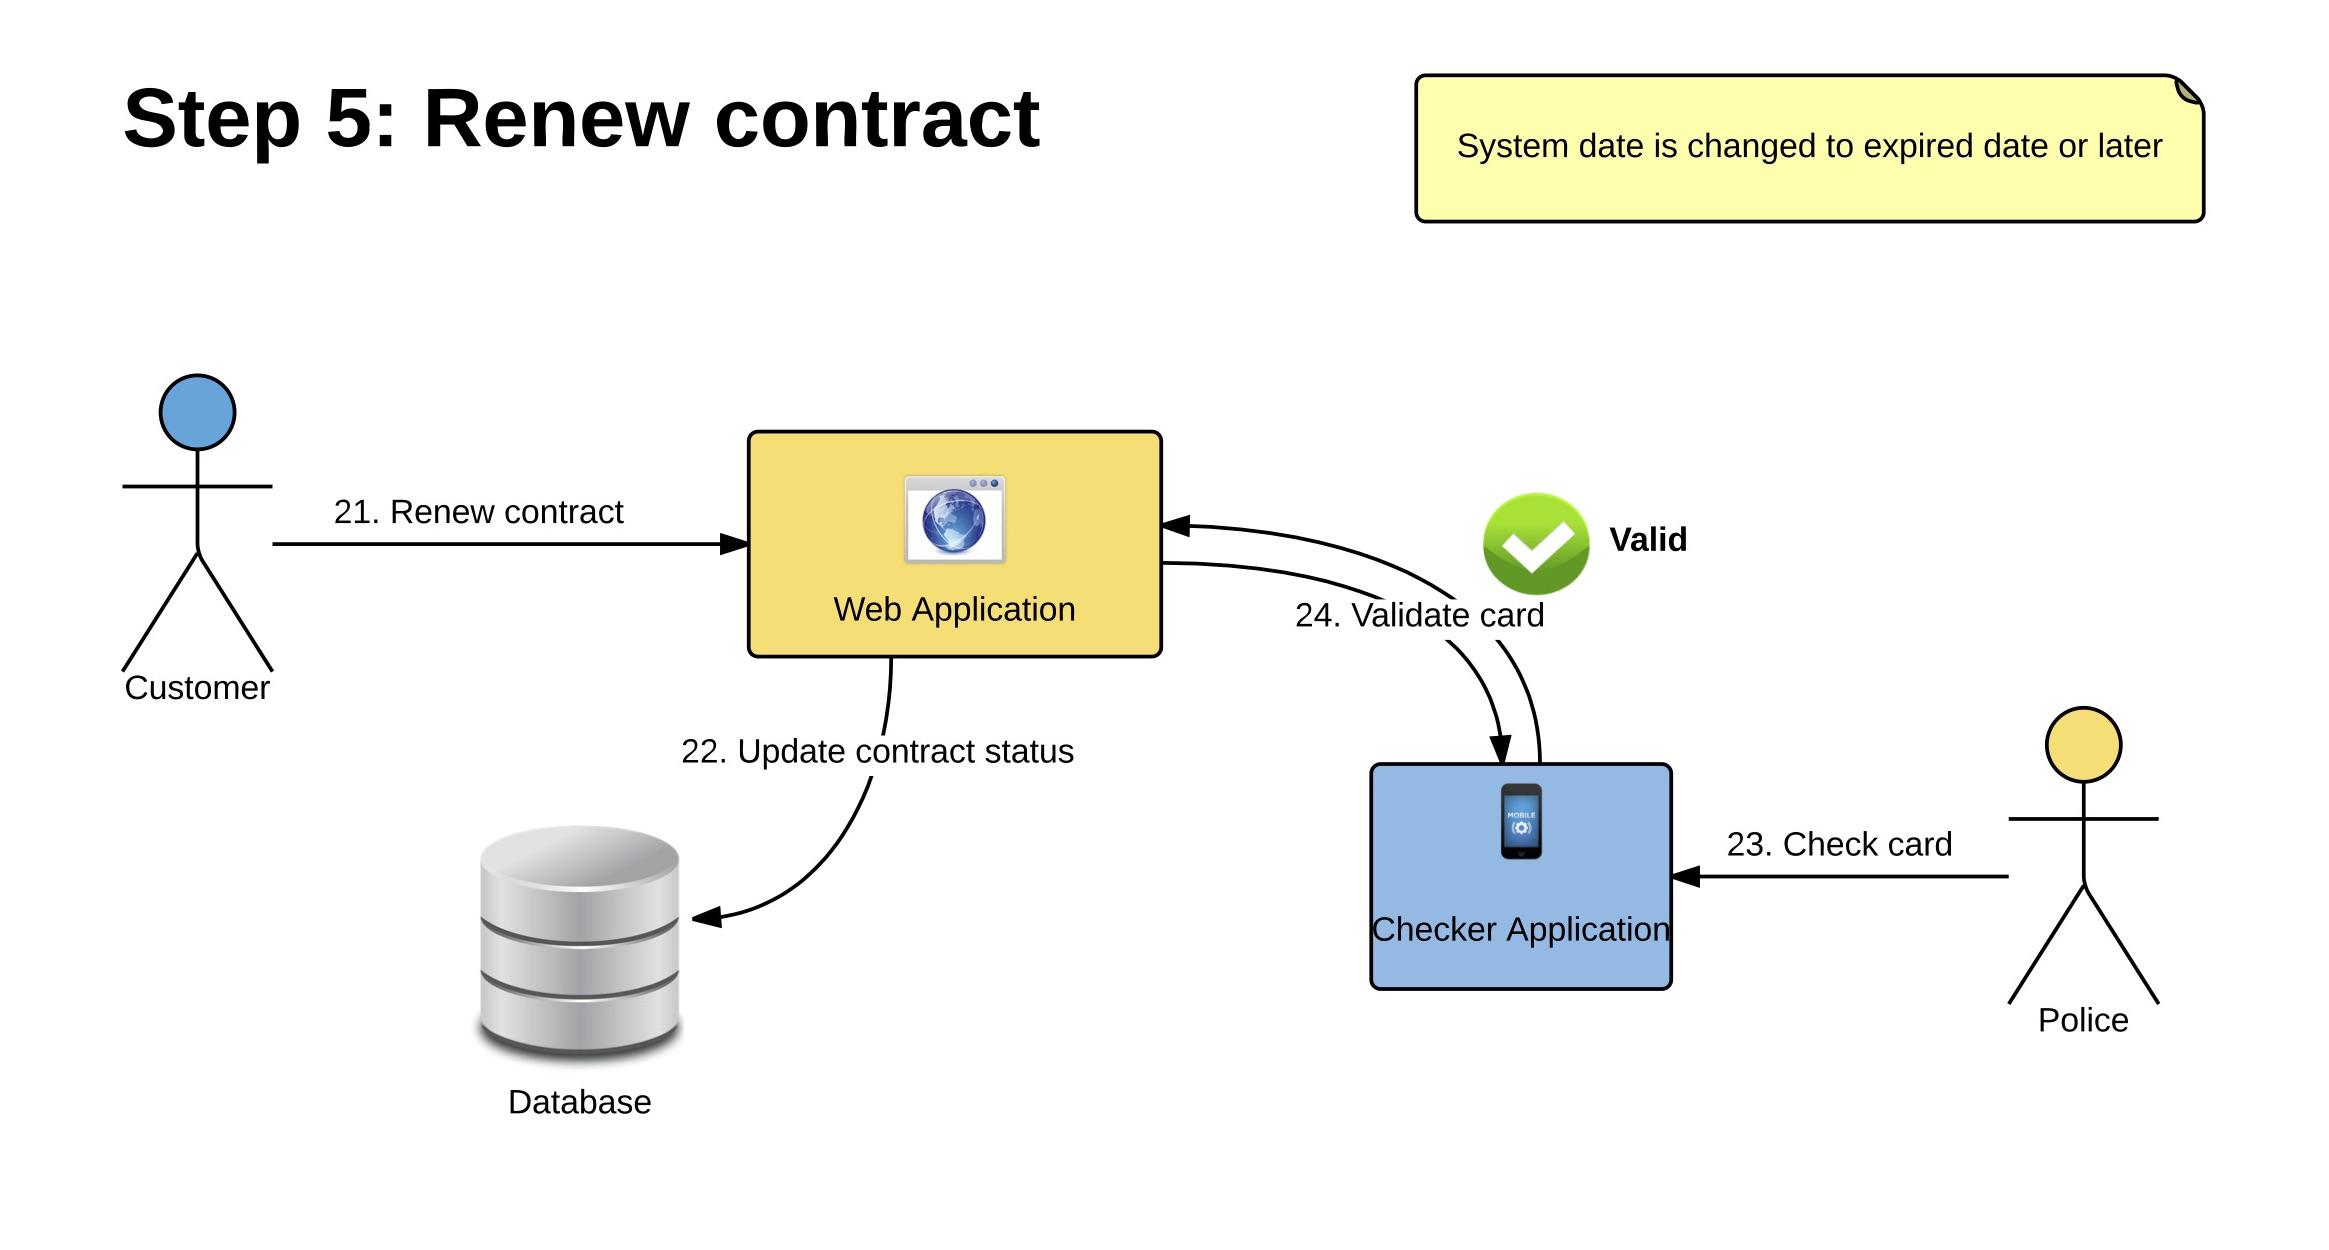 Step 5: Renew contract
System date is changed to expired date or later
21. Renew contract
Web Application
Valid
24. Validate card
Customer
22. Update contract status
MOBILE
23. Check card
Checker Application
Police
Database